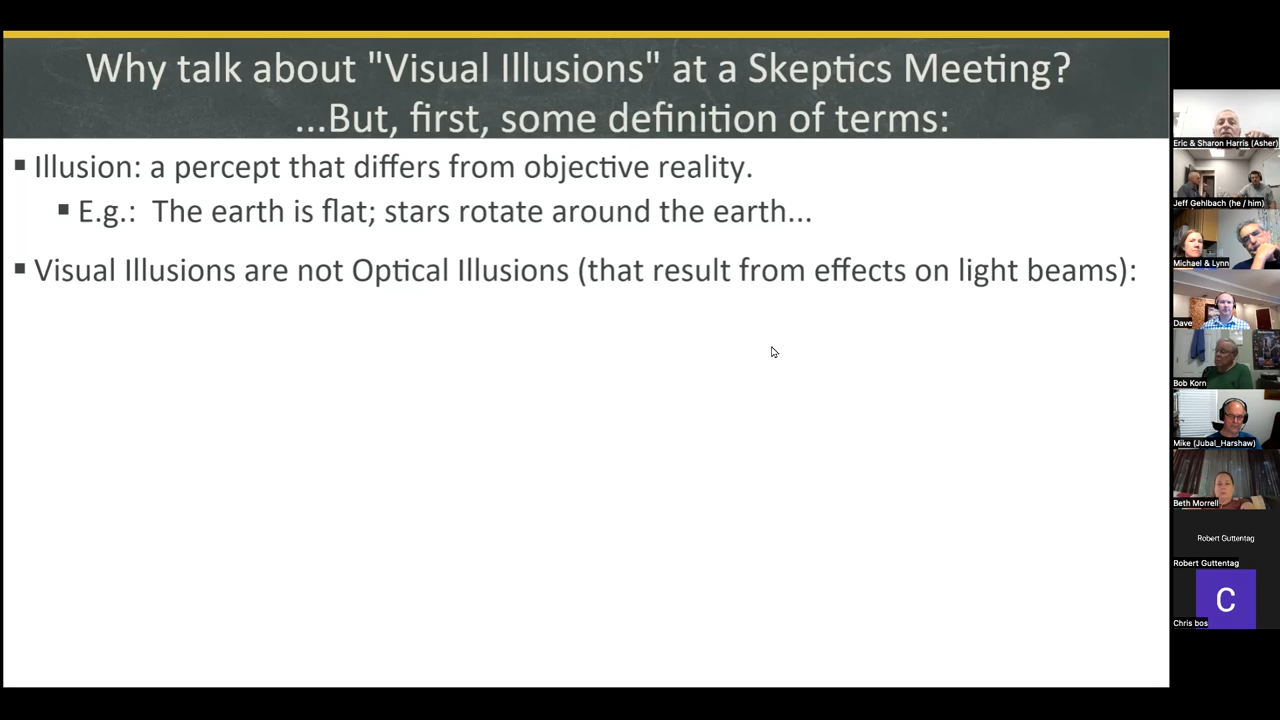 Why talk about "Visual Illusions" at a Skeptics Meeting?
...But, first, some definition of terms:
▪ Illusion: a percept that differs from objective reality.
▪ E.g.: The earth is flat; stars rotate around the earth...
▪ Visual Illusions are not Optical Illusions (that result from effects on light beams):
Eric & Sharon Harris (Asher)
Jeff Gehlbach (he / him)
Michael & Lynn
Dave
Bob Korn
Mike (Jubal_Harshaw)
Beth Morrell
Robert Guttentag
Robert Guttentag
C
Chris bos